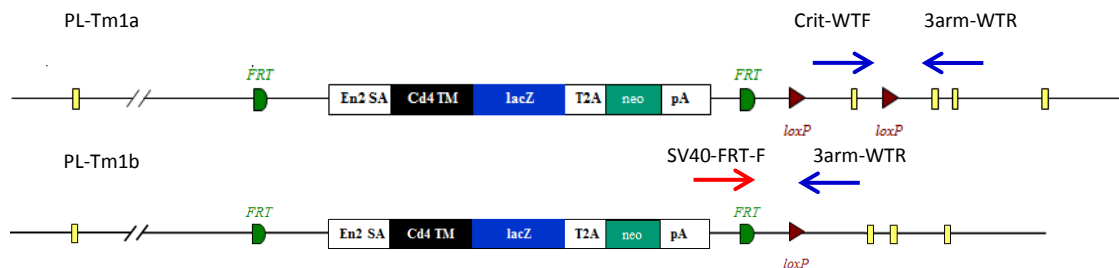 PL-Tm1a Crit-WTF 3arm-WTR
FRT FRT
En2 SA Cd4 TM lacZ T2A neo pA
loxP loxP
PL-Tm1b SV40-FRT-F 3arm-WTR
FRT FRT
En2 SA Cd4 TM lacZ T2A neo pA
loxP